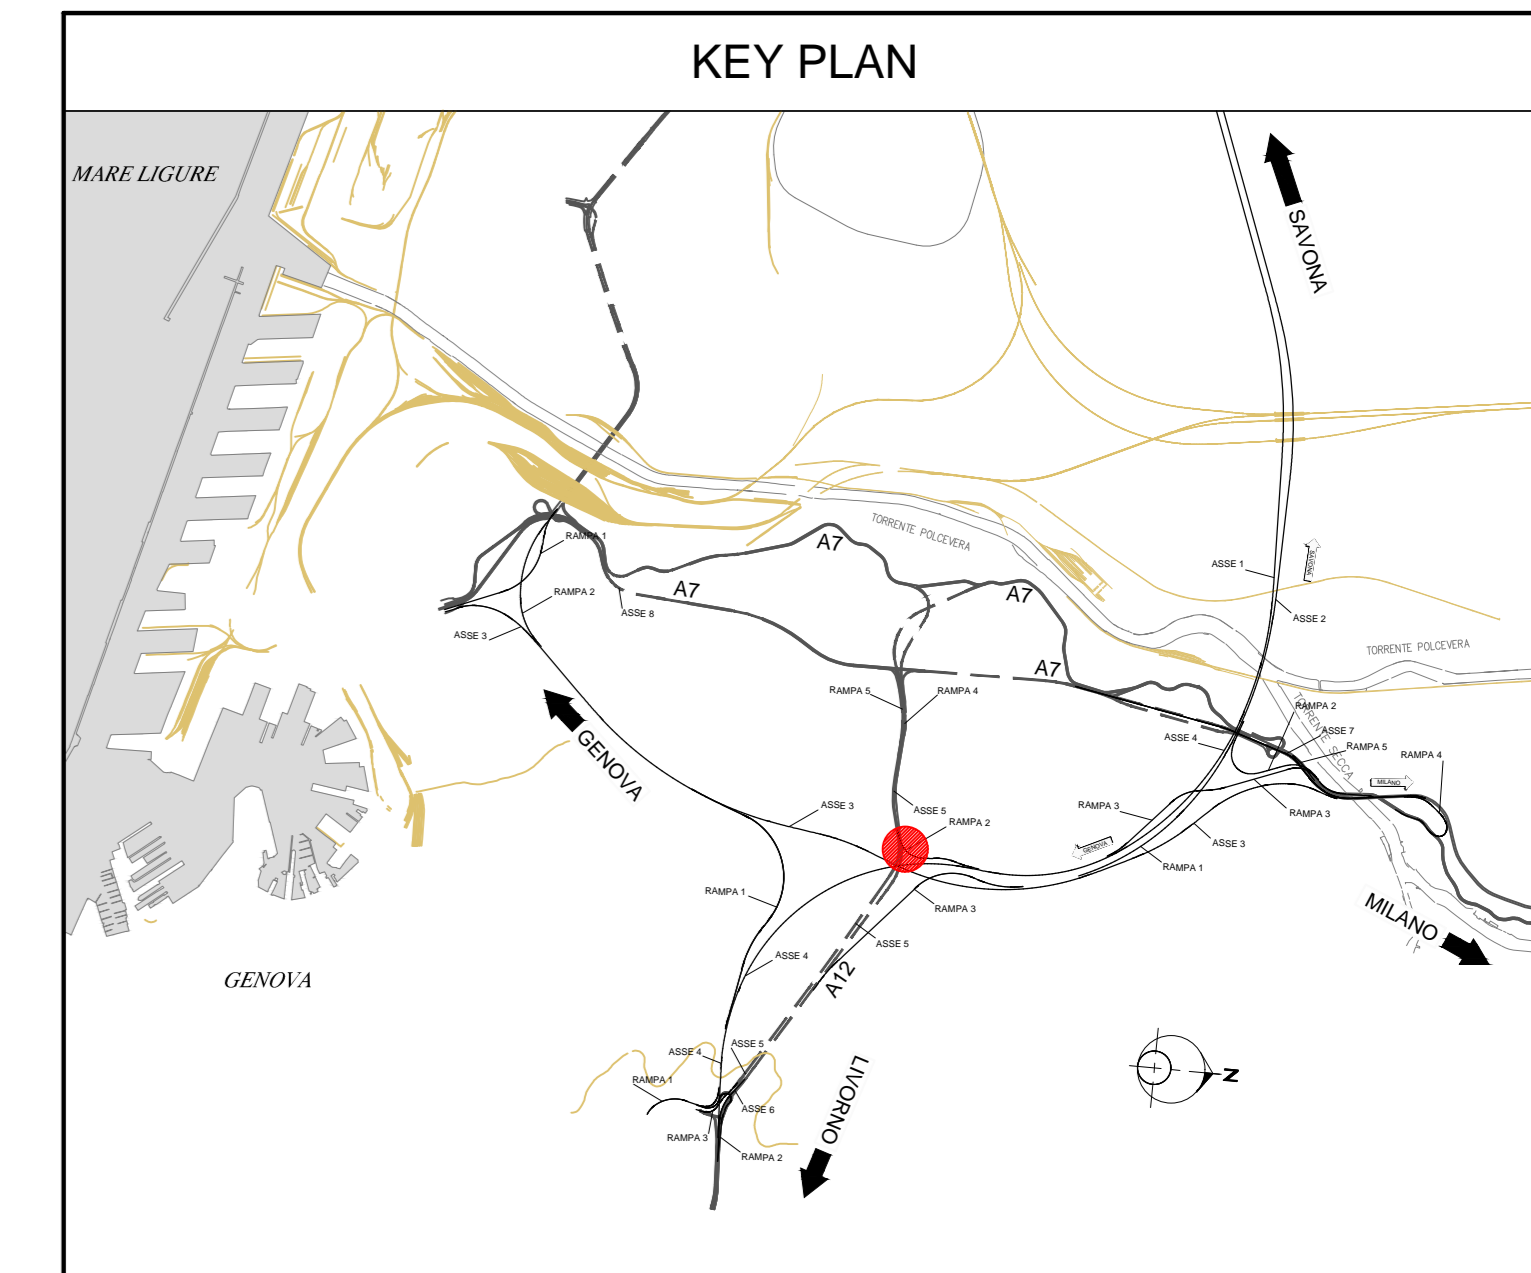 KEY PLAN
MARE LIGURE
SAVONA
TORRENTE POLCEVERA
A7
RAMPA 1
ASSE 1
SAVONA
A7
RAMPA 2
A7
ASSE 8
ASSE 2
ASSE 3
TORRENTE POLCEVERA
A7
RAMPA 5
RAMPA 4
TORRENTE SECCA
RAMPA 2
ASSE 4
ASSE 7
RAMPA 5
RAMPA 4
GENOVA
MILANO
ASSE 3
ASSE 5
RAMPA 3
RAMPA 3
RAMPA 2
GENOVA
ASSE 3
RAMPA 1
RAMPA 1
RAMPA 3
MILANO
ASSE 5
ASSE 4
A12
GENOVA
ASSE 5
ASSE 4
RAMPA 1
LIVORNO
N
ASSE 6
RAMPA 3
RAMPA 2